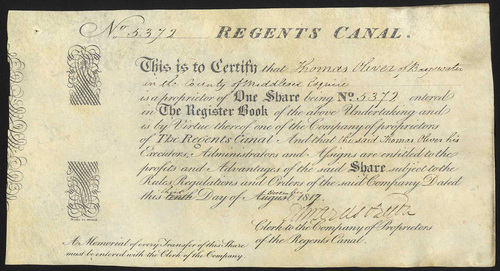 No. 5372 REGENTS CANAL.
This is to Certify that Thomas Oliver of Bayswater
in the County of Middlesex Esquire
is a proprietor of One Share being No. 5372 entered
in The Register Book of the above Undertaking and
is by Virtue thereof one of the Company of proprietors
of The Regents Canal. And that the said Thomas Oliver his
Executors, Administrators and Assigns are entitled to the
profits and Advantages of the said Share subject to the
Rules, Regulations and Orders of the said Company Dated
this Tenth Day of August 1817
Clerk to the Company of Proprietors
of the Regents Canal.
A Memorial of every Transfer of this Share
must be entered with the Clerk of the Company.